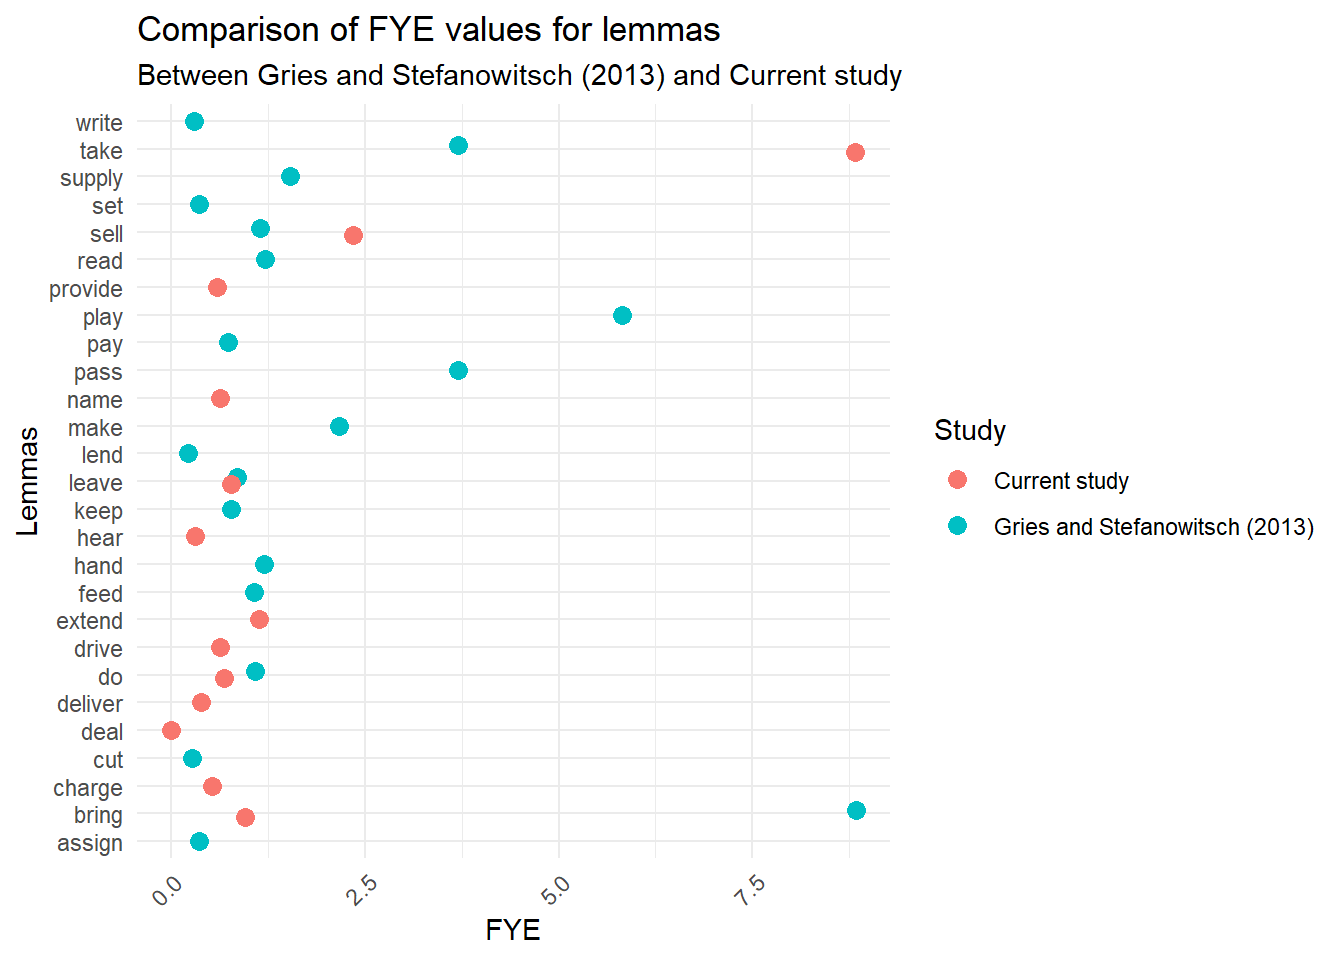 Comparison of FYE values for lemmas
Between Gries and Stefanowitsch (2013) and Current study
write
take
supply
set
sell
read
provide
play
pay
pass
name
make
lend
leave
keep
hear
hand
feed
extend
drive
do
deliver
deal
cut
charge
bring
assign
Lemmas
0.0
2.5
5.0
7.5
FYE
Study
Current study
Gries and Stefanowitsch (2013)